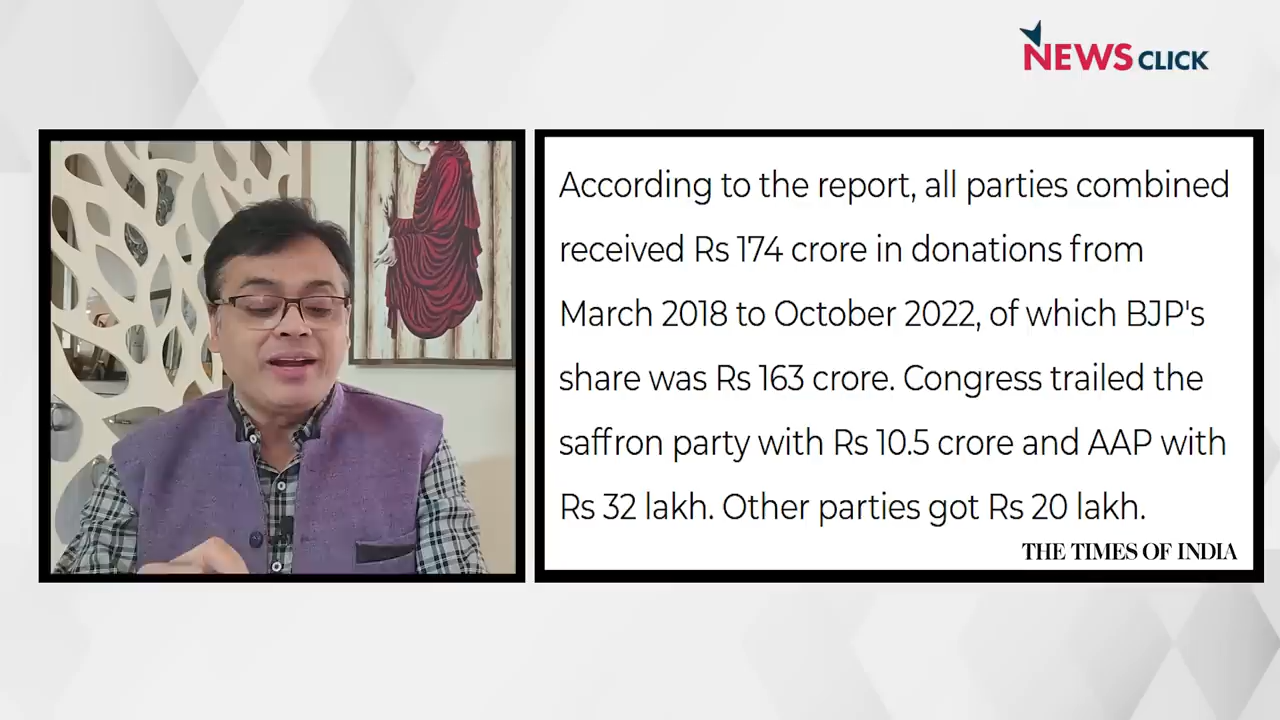 NEWS CLICK
According to the report, all parties combined
received Rs 174 crore in donations from
March 2018 to October 2022, of which BJP's
share was Rs 163 crore. Congress trailed the
saffron party with Rs 10.5 crore and AAP with
Rs 32 lakh. Other parties got Rs 20 lakh.
THE TIMES OF INDIA